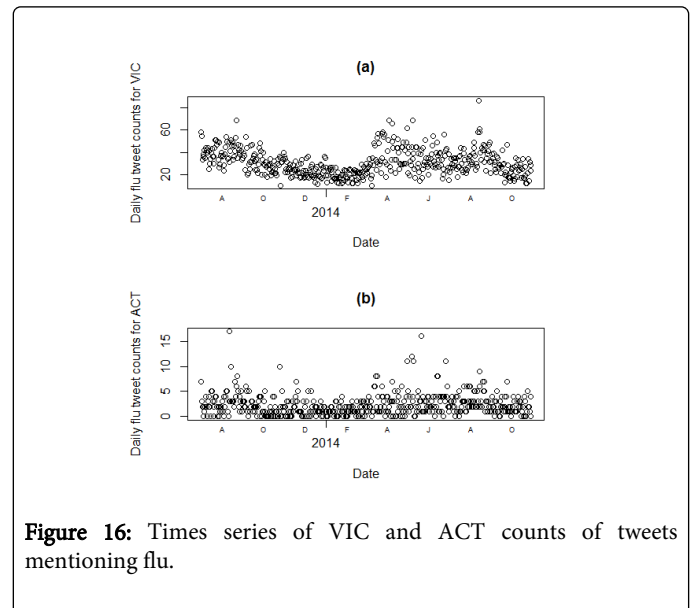 (a)
Daily flu tweet counts for VIC
60
20
A O D F A J A O
2014
Date
(b)
Daily flu tweet counts for ACT
15
10
5
0
A O D F A J A O
2014
Date
Figure 16: Times series of VIC and ACT counts of tweets
mentioning flu.